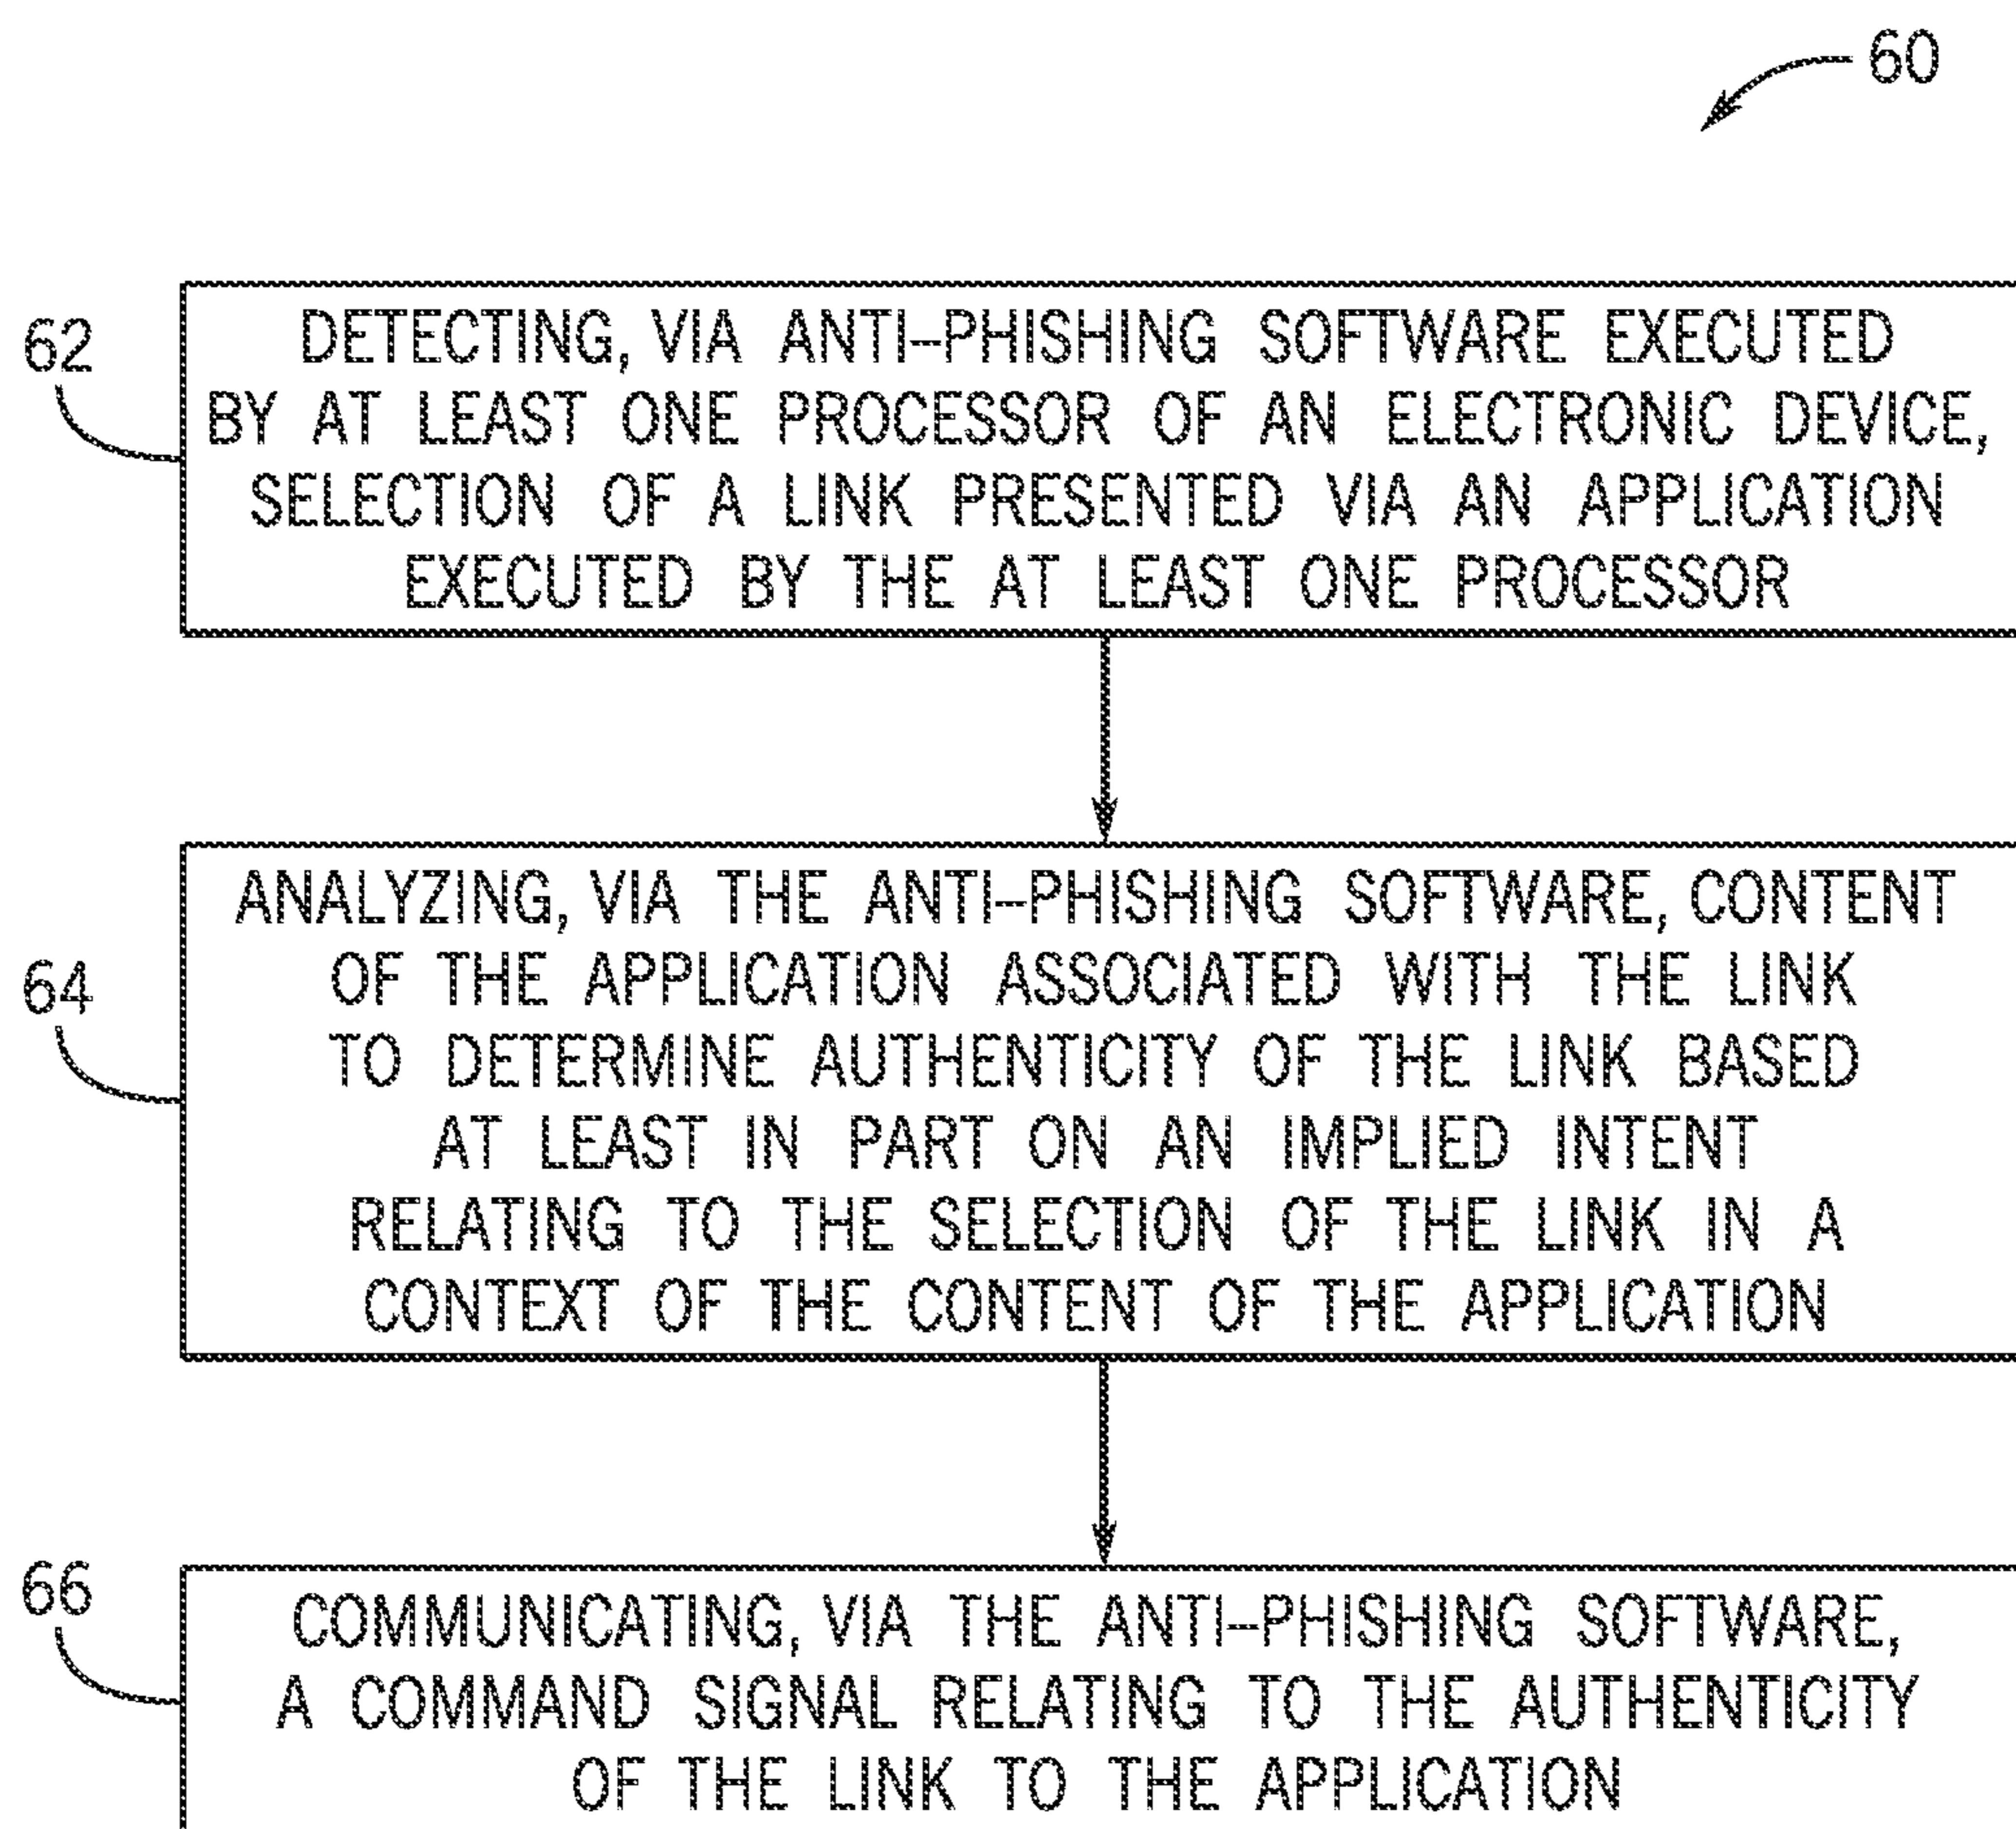 60
62
DETECTING, VIA ANTI-PHISHING SOFTWARE EXECUTED
BY AT LEAST ONE PROCESSOR OF AN ELECTRONIC DEVICE,
SELECTION OF A LINK PRESENTED VIA AN APPLICATION
EXECUTED BY THE AT LEAST ONE PROCESSOR
64
ANALYZING, VIA THE ANTI-PHISHING SOFTWARE, CONTENT
OF THE APPLICATION ASSOCIATED WITH THE LINK
TO DETERMINE AUTHENTICITY OF THE LINK BASED
AT LEAST IN PART ON AN IMPLIED INTENT
RELATING TO THE SELECTION OF THE LINK IN A
CONTEXT OF THE CONTENT OF THE APPLICATION
66
COMMUNICATING, VIA THE ANTI-PHISHING SOFTWARE,
A COMMAND SIGNAL RELATING TO THE AUTHENTICITY
OF THE LINK TO THE APPLICATION